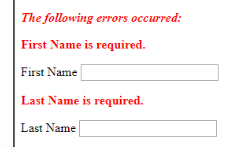 The following errors occurred:
First Name is required.
First Name
Last Name is required.
Last Name